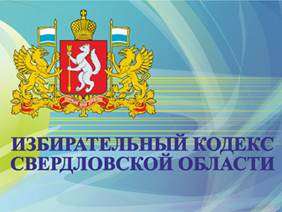 ИЗБИРАТЕЛЬНЫЙ КОДЕКС
СВЕРДЛОВСКОЙ ОБЛАСТИ